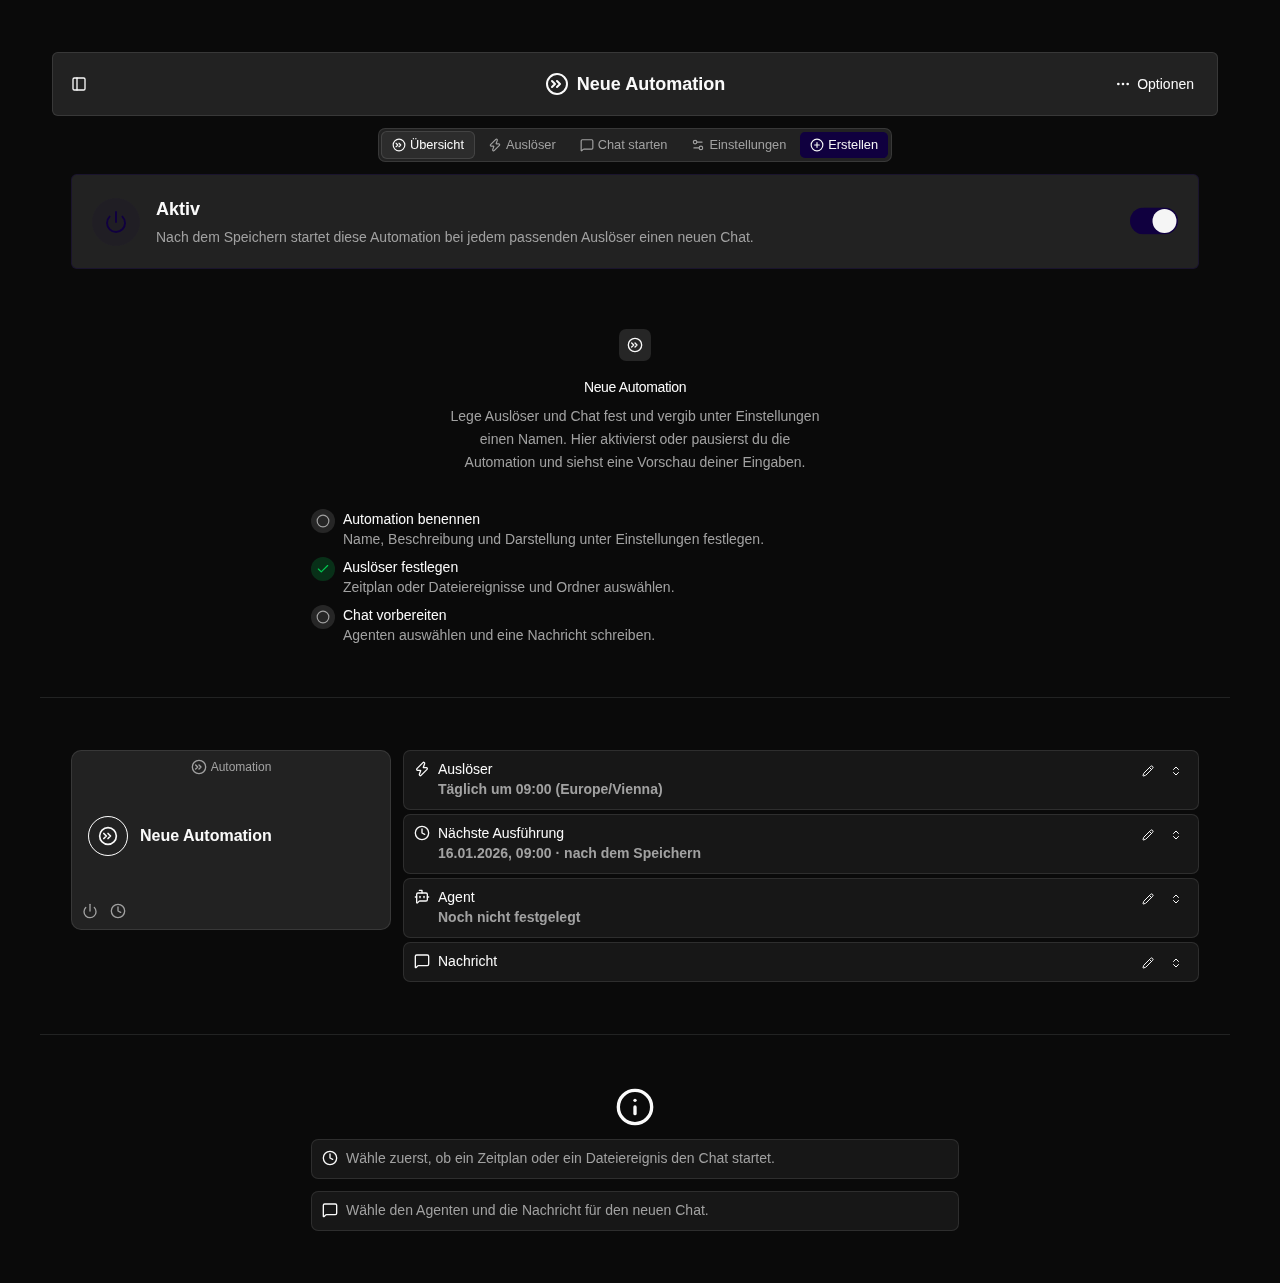 Neue Automation
Optionen
Übersicht
Auslöser
Chat starten
Einstellungen
Erstellen
Aktiv
Nach dem Speichern startet diese Automation bei jedem passenden Auslöser einen neuen Chat.
Neue Automation
Lege Auslöser und Chat fest und vergib unter Einstellungen
einen Namen. Hier aktivierst oder pausierst du die
Automation und siehst eine Vorschau deiner Eingaben.
Automation benennen
Name, Beschreibung und Darstellung unter Einstellungen festlegen.
Auslöser festlegen
Zeitplan oder Dateiereignisse und Ordner auswählen.
Chat vorbereiten
Agenten auswählen und eine Nachricht schreiben.
Automation
Neue Automation
Auslöser
Täglich um 09:00 (Europe/Vienna)
Nächste Ausführung
16.01.2026, 09:00 · nach dem Speichern
Agent
Noch nicht festgelegt
Nachricht
Wähle zuerst, ob ein Zeitplan oder ein Dateiereignis den Chat startet.
Wähle den Agenten und die Nachricht für den neuen Chat.